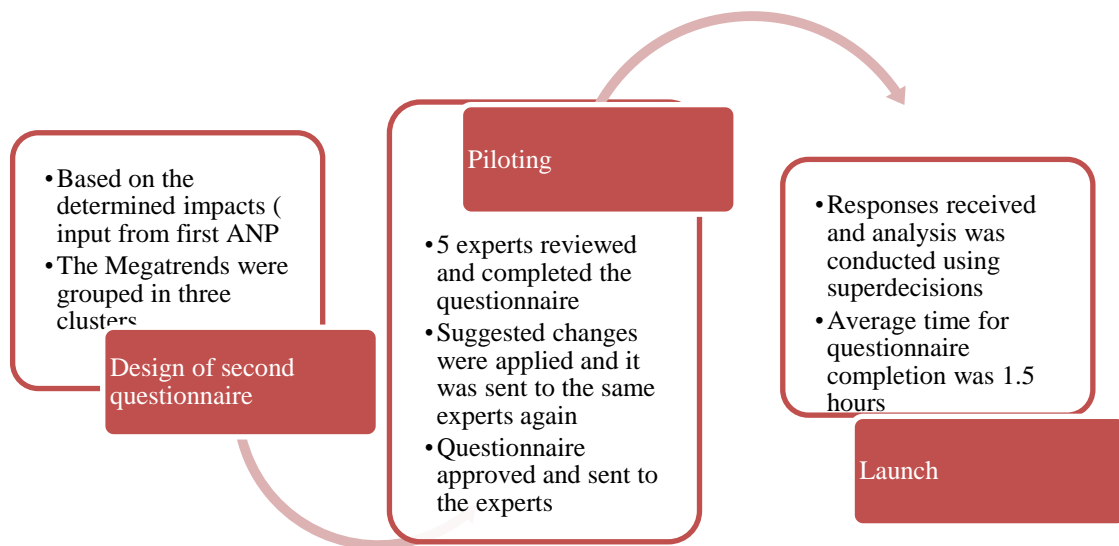 •Based on the
determined impacts (
input from first ANP
•The Megatrends were
grouped in three
clusters
Design of second
questionnaire
Piloting
•5 experts reviewed
and completed the
questionnaire
•Suggested changes
were applied and it
was sent to the same
experts again
•Questionnaire
approved and sent to
the experts
•Responses received
and analysis was
conducted using
superdecisions
•Average time for
questionnaire
completion was 1.5
hours
Launch